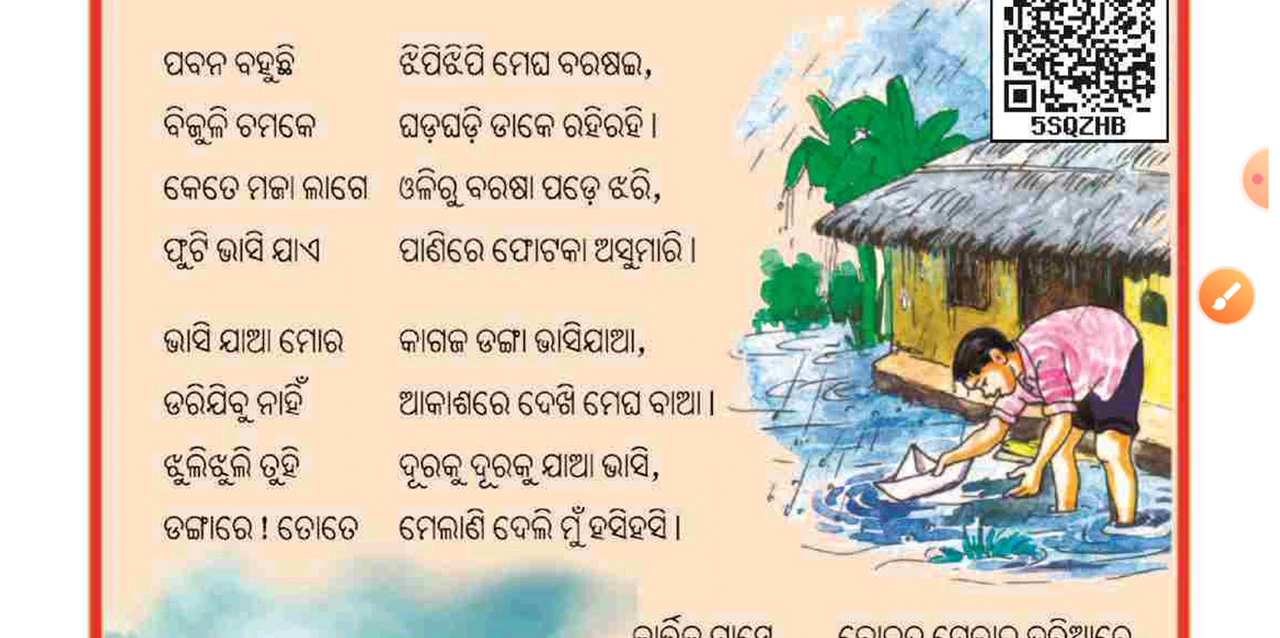 5SQZHB
ପବନ ବହୁଛି ଝିପିଝିପି ମେଘ ବରଷଇ,
ବିଜୁଳି ଚମକେ ଘଡ଼ଘଡ଼ି ଡାକେ ରହିରହି ।
କେତେ ମଜା ଲାଗେ ଓଳିରୁ ବରଷା ପଡ଼େ ଝରି,
ଫୁଟି ଭାସି ଯାଏ ପାଣିରେ ଫୋଟକା ଅସୁମାରି ।
ଭାସି ଯାଆ ମୋର କାଗଜ ଡଙ୍ଗା ଭାସିଯାଆ,
ଡରିଯିବୁ ନାହିଁ ଆକାଶରେ ଦେଖି ମେଘ ବାଆ ।
ଝୁଲିଝୁଲି ତୁହି ଦୂରକୁ ଦୂରକୁ ଯାଆ ଭାସି,
ଡଙ୍ଗାରେ ! ତୋତେ ମେଲାଣି ଦେଲି ମୁଁ ହସିହସି ।